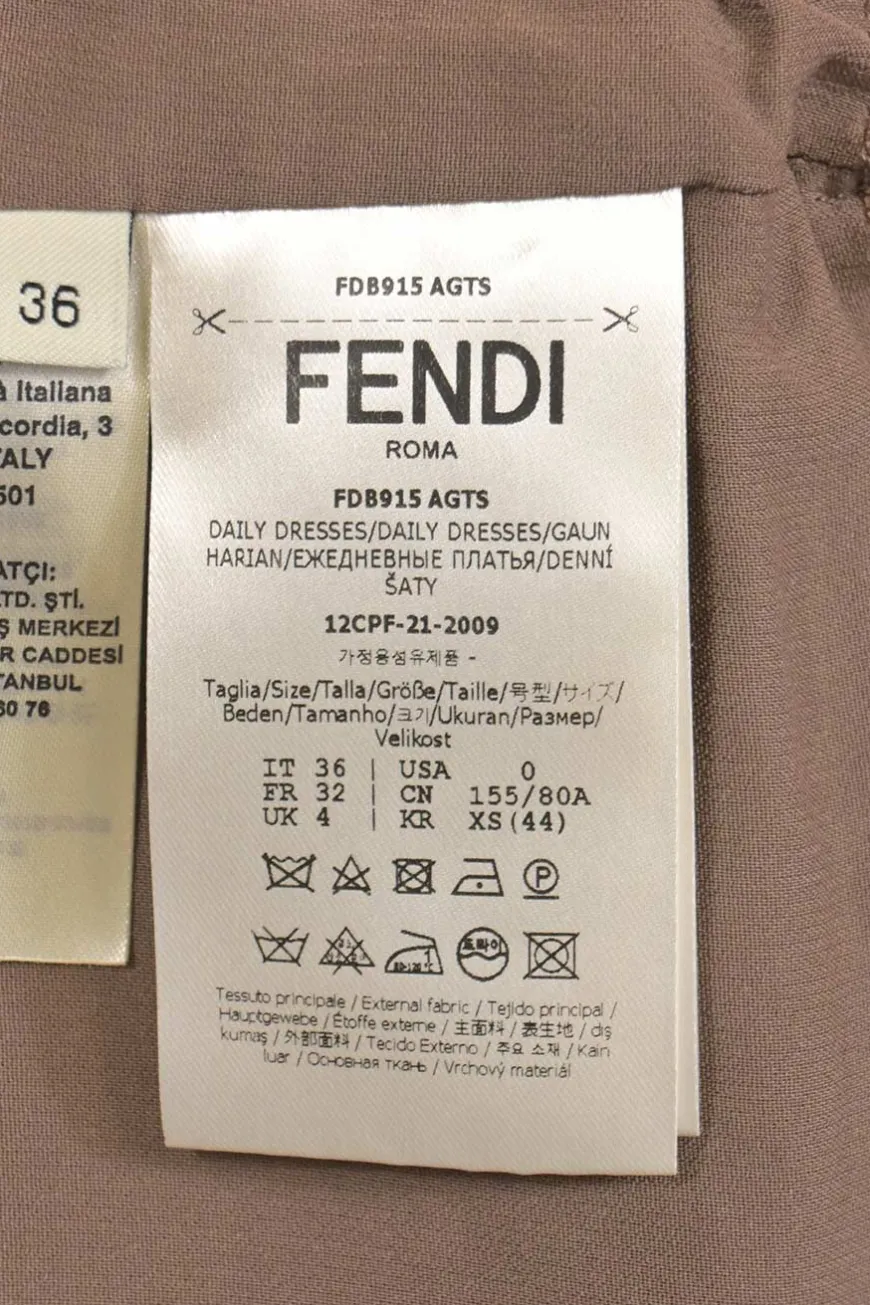 36
à Italiana
cordia, 3
ALY
501
ATÇI:
TD. ŞTİ.
Ş MERKEZİ
R CADDESİ
TANBUL
60 76
FDB915 AGTS
FENDI
ROMA
FDB915 AGTS
DAILY DRESSES/DAILY DRESSES/GAUN
HARIAN/ЕЖЕДНЕВНЫЕ ПЛАТЬЯ/DENNÍ
ŠATY
12CPF-21-2009
가정용섬유제품 -
Taglia/Size/Talla/Größe/Taille/号型/サイズ/
Beden/Tamanho/크기/Ukuran/Размер/
Velikost
IT 36 | USA 0
FR 32 | CN 155/80A
UK 4 | KR XS(44)
P
드라이
Tessuto principale / External fabric / Tejido principal /
Hauptgewebe / Étoffe externe / 主面料 / 表生地 / dış
kumaş / 外部面料 / Tecido Externo / 주요 소재 / Kain
luar / Основная ткань / Vrchový materiál